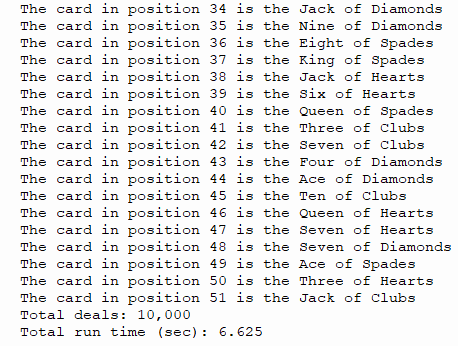 The card in position 34 is the Jack of Diamonds
The card in position 35 is the Nine of Diamonds
The card in position 36 is the Eight of Spades
The card in position 37 is the King of Spades
The card in position 38 is the Jack of Hearts
The card in position 39 is the Six of Hearts
The card in position 40 is the Queen of Spades
The card in position 41 is the Three of Clubs
The card in position 42 is the Seven of Clubs
The card in position 43 is the Four of Diamonds
The card in position 44 is the Ace of Diamonds
The card in position 45 is the Ten of Clubs
The card in position 46 is the Queen of Hearts
The card in position 47 is the Seven of Hearts
The card in position 48 is the Seven of Diamonds
The card in position 49 is the Ace of Spades
The card in position 50 is the Three of Hearts
The card in position 51 is the Jack of Clubs
Total deals: 10,000
Total run time (sec): 6.625